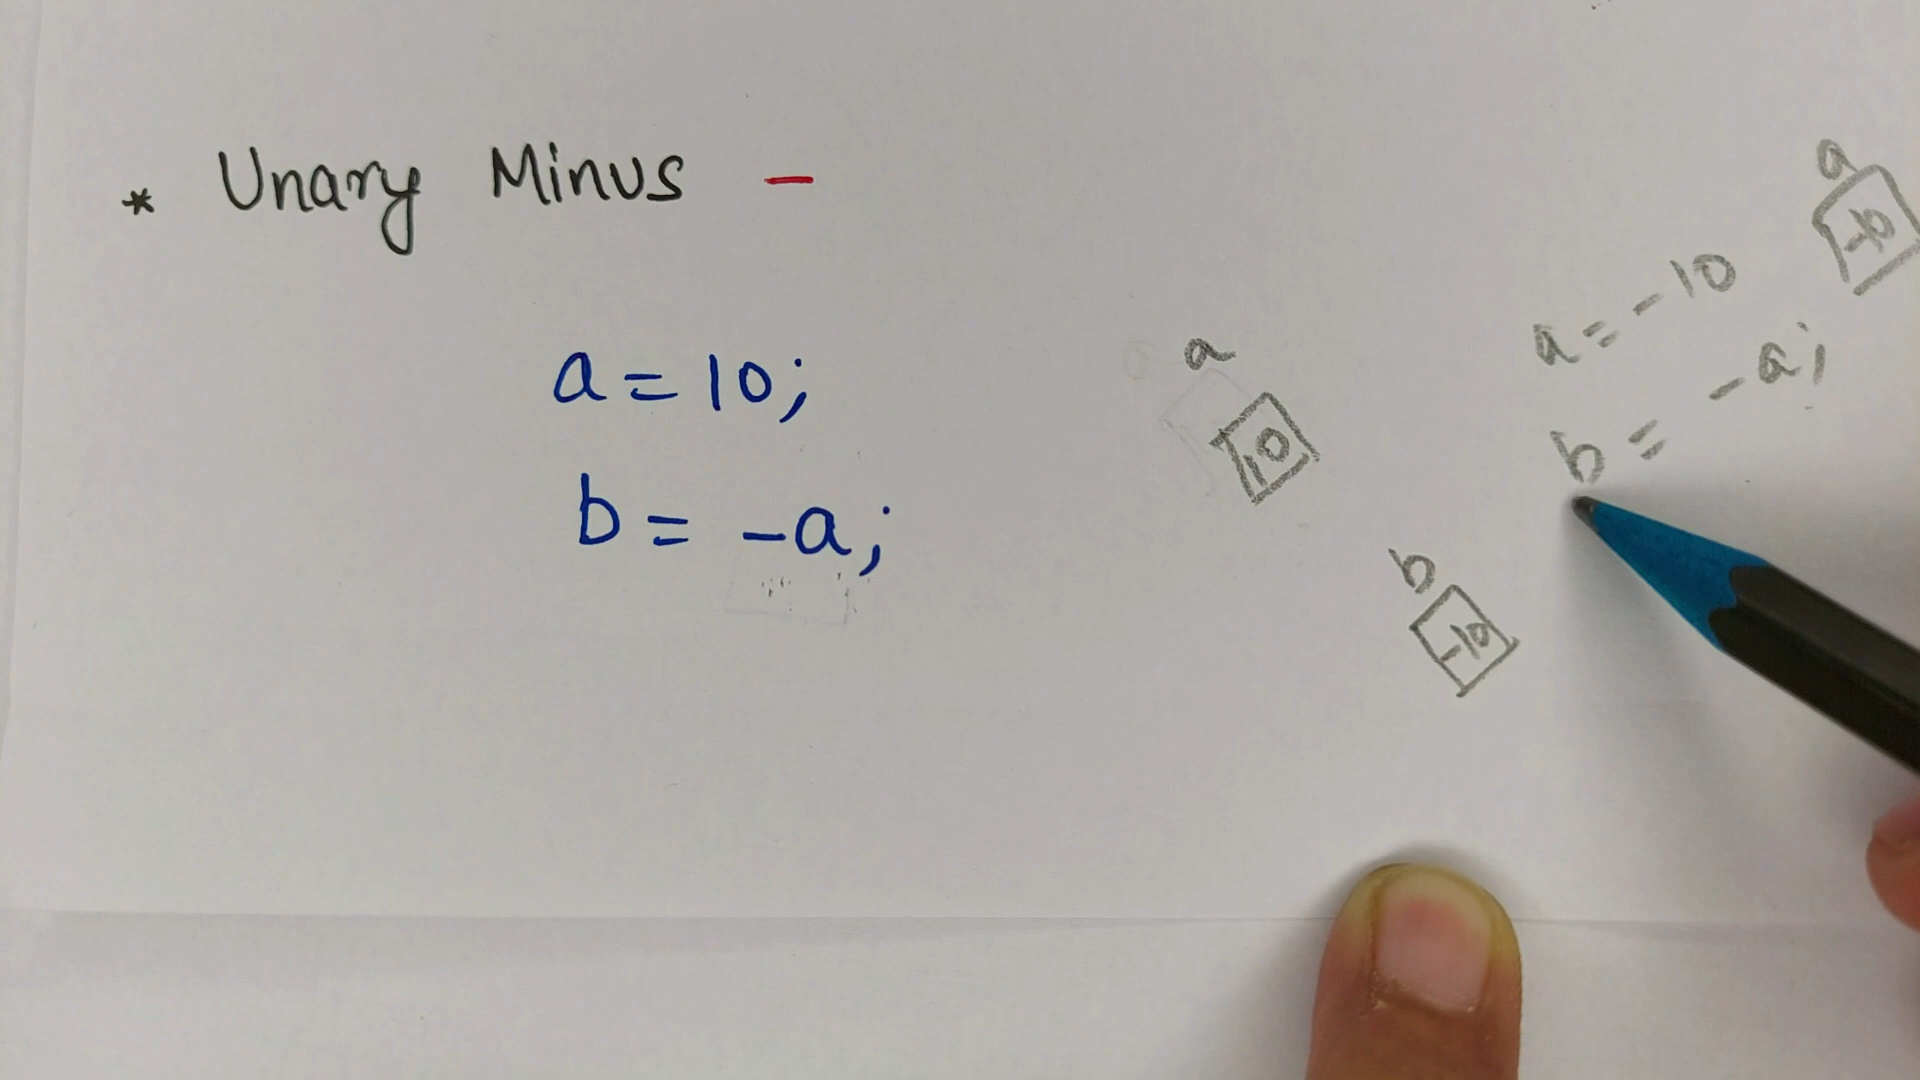 * Unary Minus -
a = 10;
b = -a;
a
10
b
-10
a = -10
b = -a;
a
-10